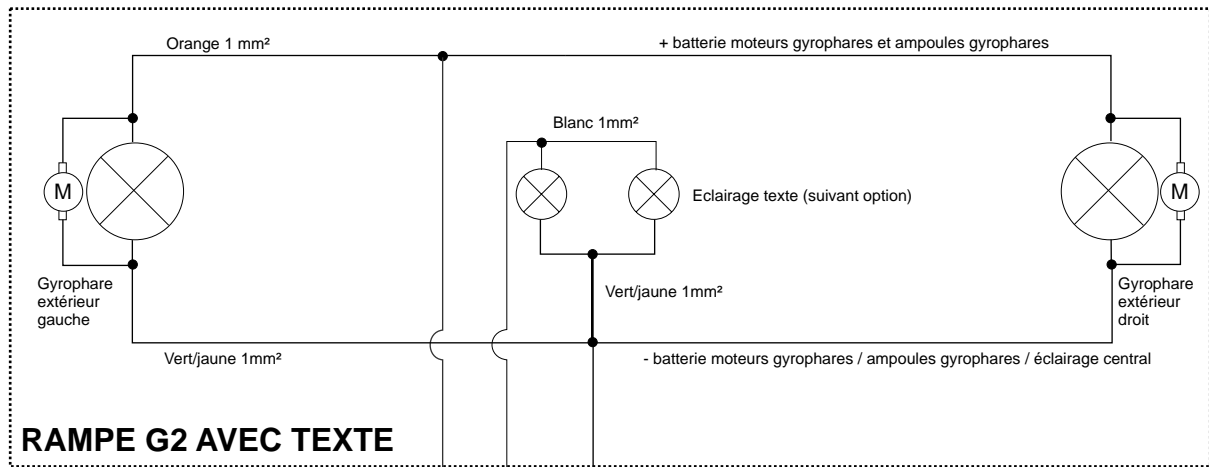 Orange 1 mm²
+ batterie moteurs gyrophares et ampoules gyrophares
Blanc 1mm²
M
Eclairage texte (suivant option)
M
Gyrophare
extérieur
gauche
Vert/jaune 1mm²
Gyrophare
extérieur
droit
Vert/jaune 1mm²
- batterie moteurs gyrophares / ampoules gyrophares / éclairage central
RAMPE G2 AVEC TEXTE